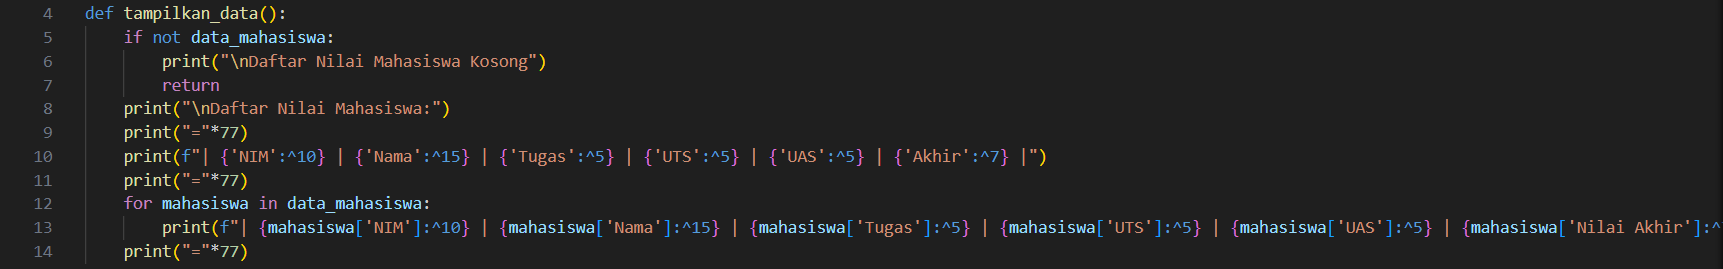 4 def tampilkan_data():
5 if not data_mahasiswa:
6 print("\nDaftar Nilai Mahasiswa Kosong")
7 return
8 print("\nDaftar Nilai Mahasiswa:")
9 print("="*77)
10 print(f"| {'NIM':^10} | {'Nama':^15} | {'Tugas':^5} | {'UTS':^5} | {'UAS':^5} | {'Akhir':^7} |")
11 print("="*77)
12 for mahasiswa in data_mahasiswa:
13 print(f"| {mahasiswa['NIM']:^10} | {mahasiswa['Nama']:^15} | {mahasiswa['Tugas']:^5} | {mahasiswa['UTS']:^5} | {mahasiswa['UAS']:^5} | {mahasiswa['Nilai Akhir']:^
14 print("="*77)